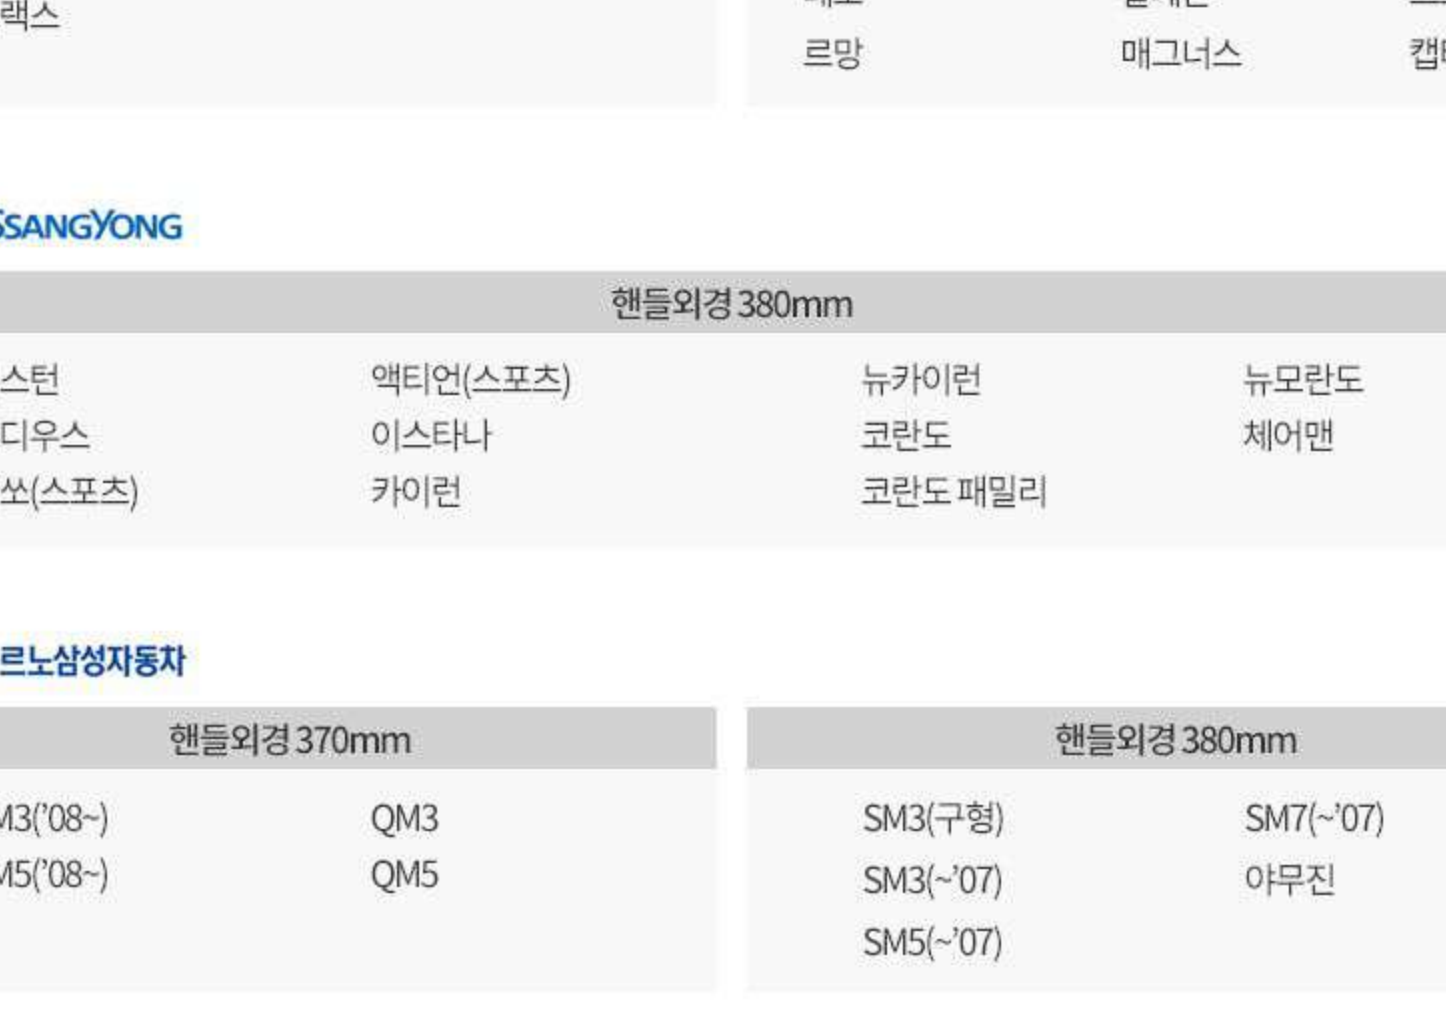 랙스
르망 매그너스
SSANGYONG
핸들외경 380mm
스턴 액티언(스포츠) 뉴카이런 뉴모란도
디우스 이스타나 코란도 체어맨
쏘(스포츠) 카이런 코란도 패밀리
르노삼성자동차
핸들외경 370mm
핸들외경 380mm
M3('08~) QM3
M5('08~) QM5
SM3(구형) SM7(~'07)
SM3(~'07) 야무진
SM5(~'07)